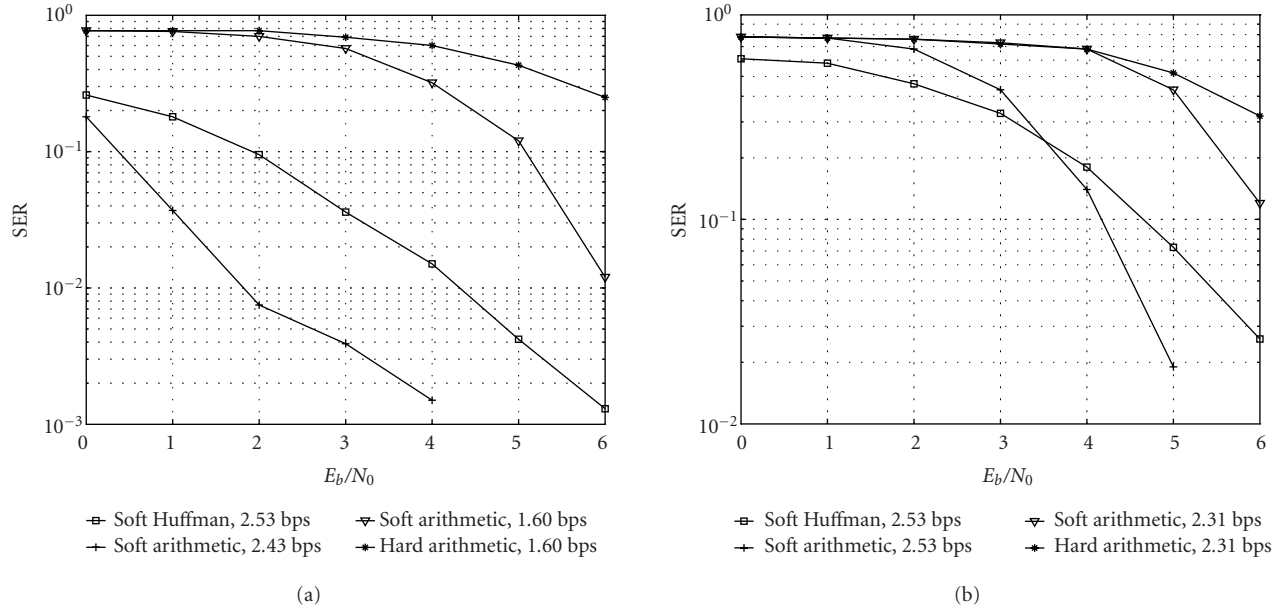 10^0
10^−1
10^−2
10^−3
SER
0 1 2 3 4 5 6
E_b/N_0
Soft Huffman, 2.53 bps
Soft arithmetic, 2.43 bps
Soft arithmetic, 1.60 bps
Hard arithmetic, 1.60 bps
(a)
10^0
10^−1
10^−2
SER
0 1 2 3 4 5 6
E_b/N_0
Soft Huffman, 2.53 bps
Soft arithmetic, 2.53 bps
Soft arithmetic, 2.31 bps
Hard arithmetic, 2.31 bps
(b)